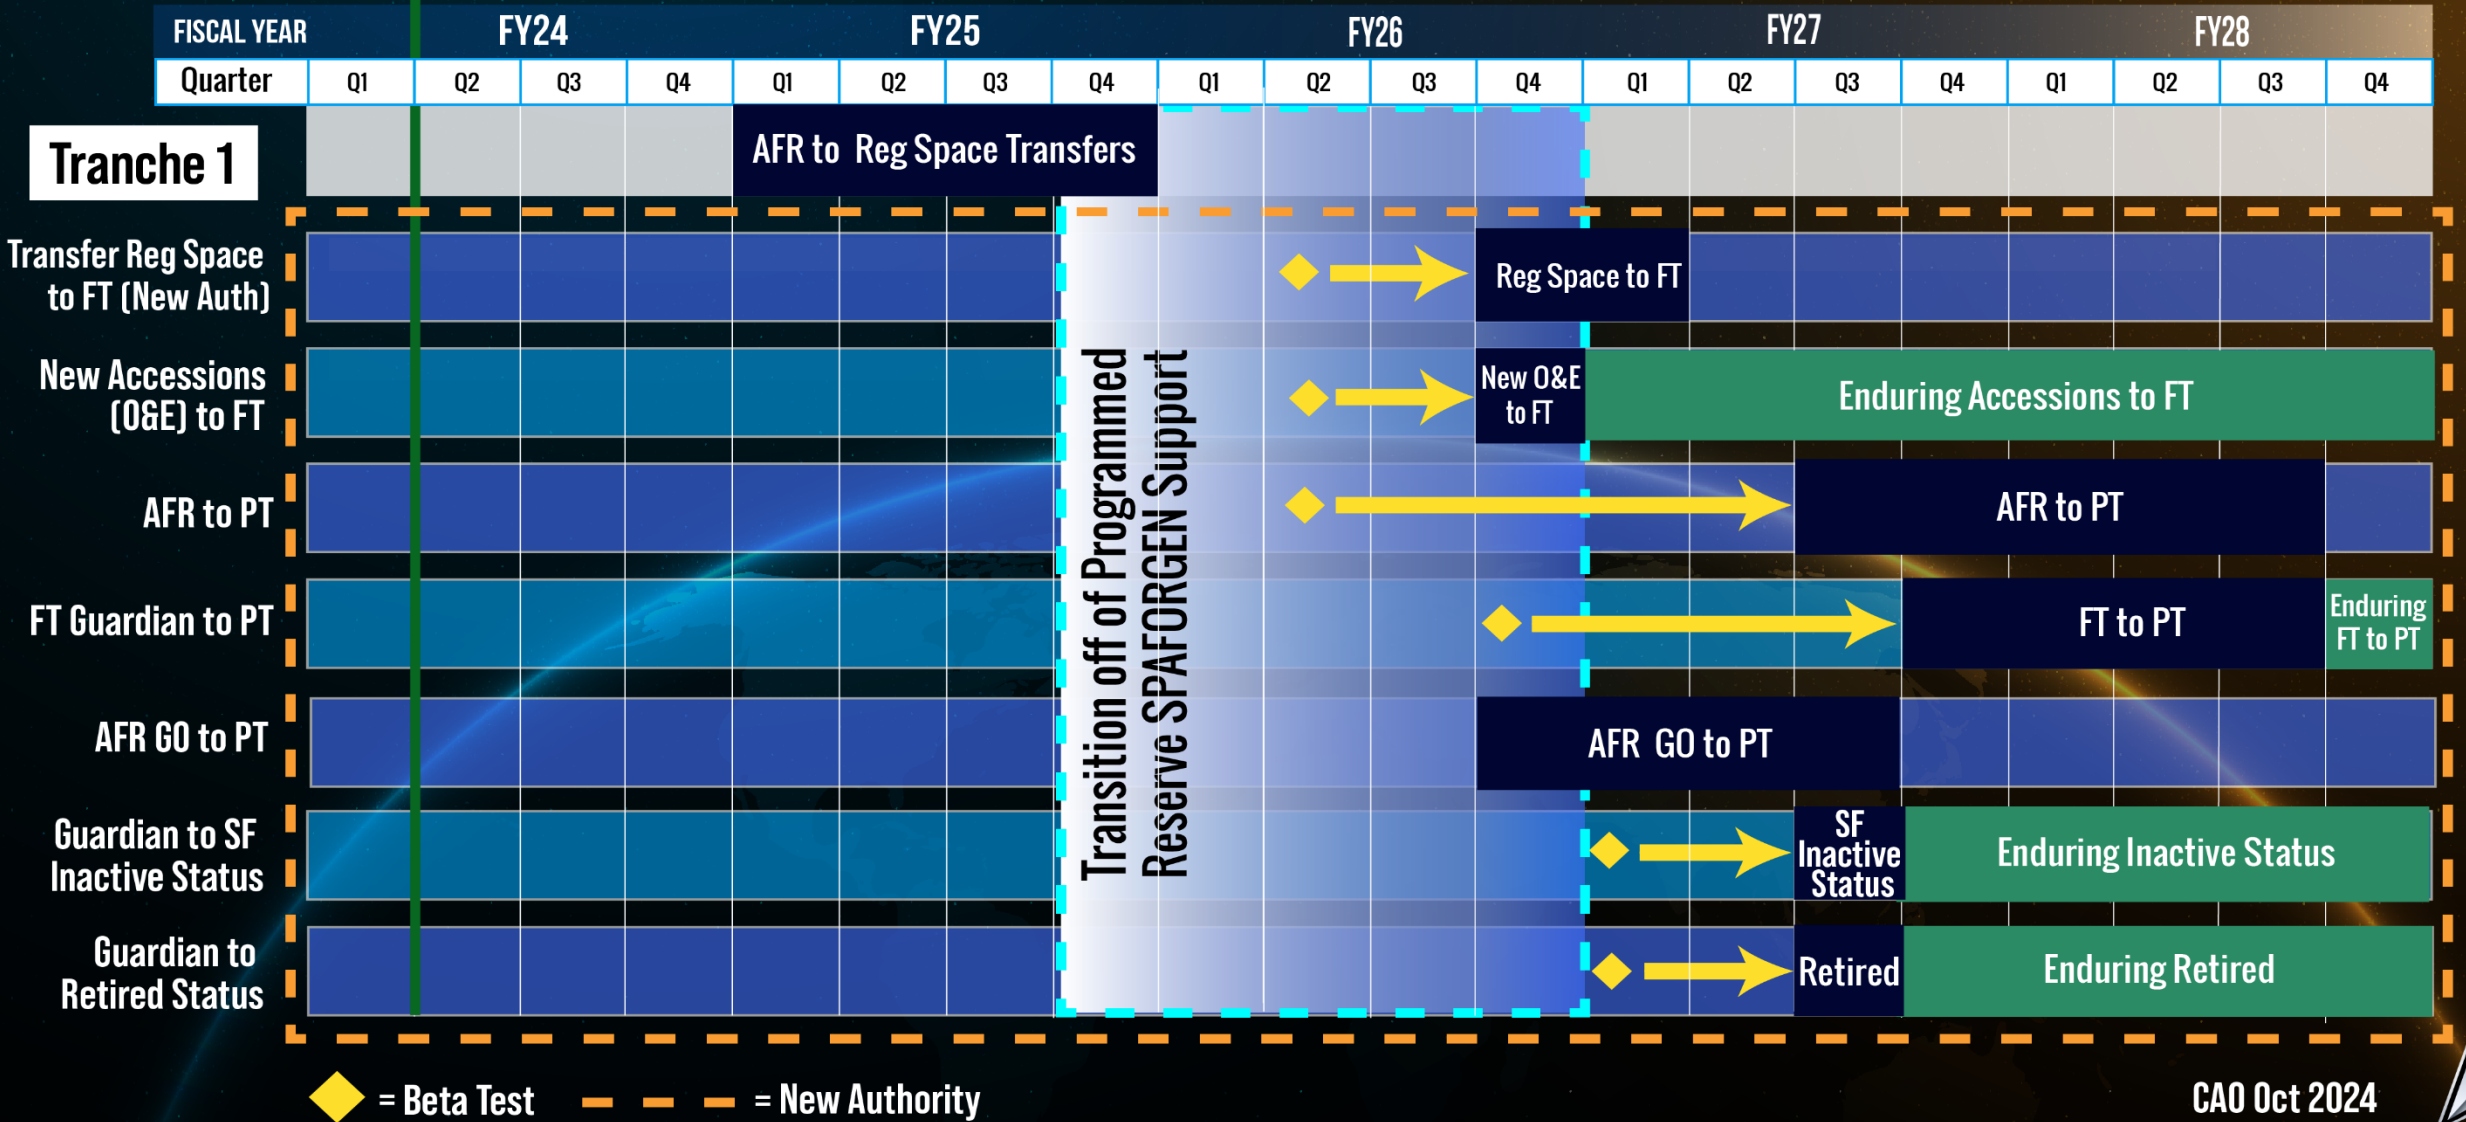 FISCAL YEAR FY24 FY25 FY26 FY27 FY28
Quarter Q1 Q2 Q3 Q4 Q1 Q2 Q3 Q4 Q1 Q2 Q3 Q4 Q1 Q2 Q3 Q4 Q1 Q2 Q3 Q4
Tranche 1
AFR to Reg Space Transfers
Transfer Reg Space
to FT (New Auth)
Reg Space to FT
New Accessions
(O&E) to FT
New O&E
to FT
Enduring Accessions to FT
AFR to PT
AFR to PT
FT Guardian to PT
FT to PT
Enduring
FT to PT
AFR GO to PT
AFR GO to PT
Guardian to SF
Inactive Status
SF
Inactive
Status
Enduring Inactive Status
Guardian to
Retired Status
Retired
Enduring Retired
Transition off of Programmed
Reserve SPAFORGEN Support
= Beta Test
= New Authority
CAO Oct 2024